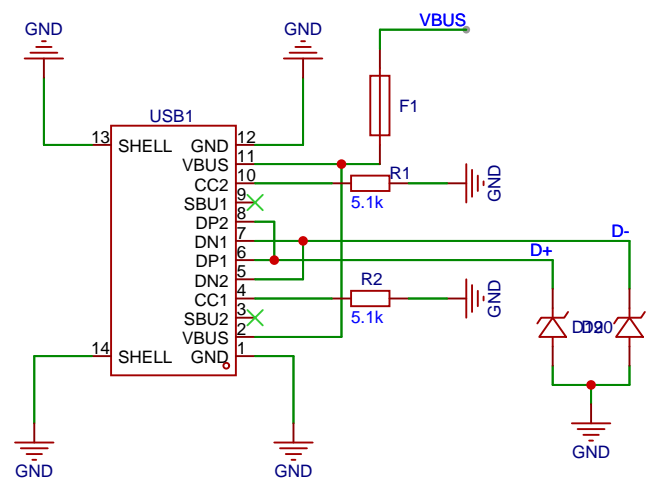 VBUS
GND
GND
F1
USB1
13
SHELL
GND
12
VBUS
11
CC2
10
R1
5.1k
GND
SBU1
9
DP2
8
DN1
7
D-
DP1
6
D+
DN2
5
CC1
4
R2
5.1k
GND
SBU2
3
VBUS
2
14
SHELL
GND
1
GND
GND
GND